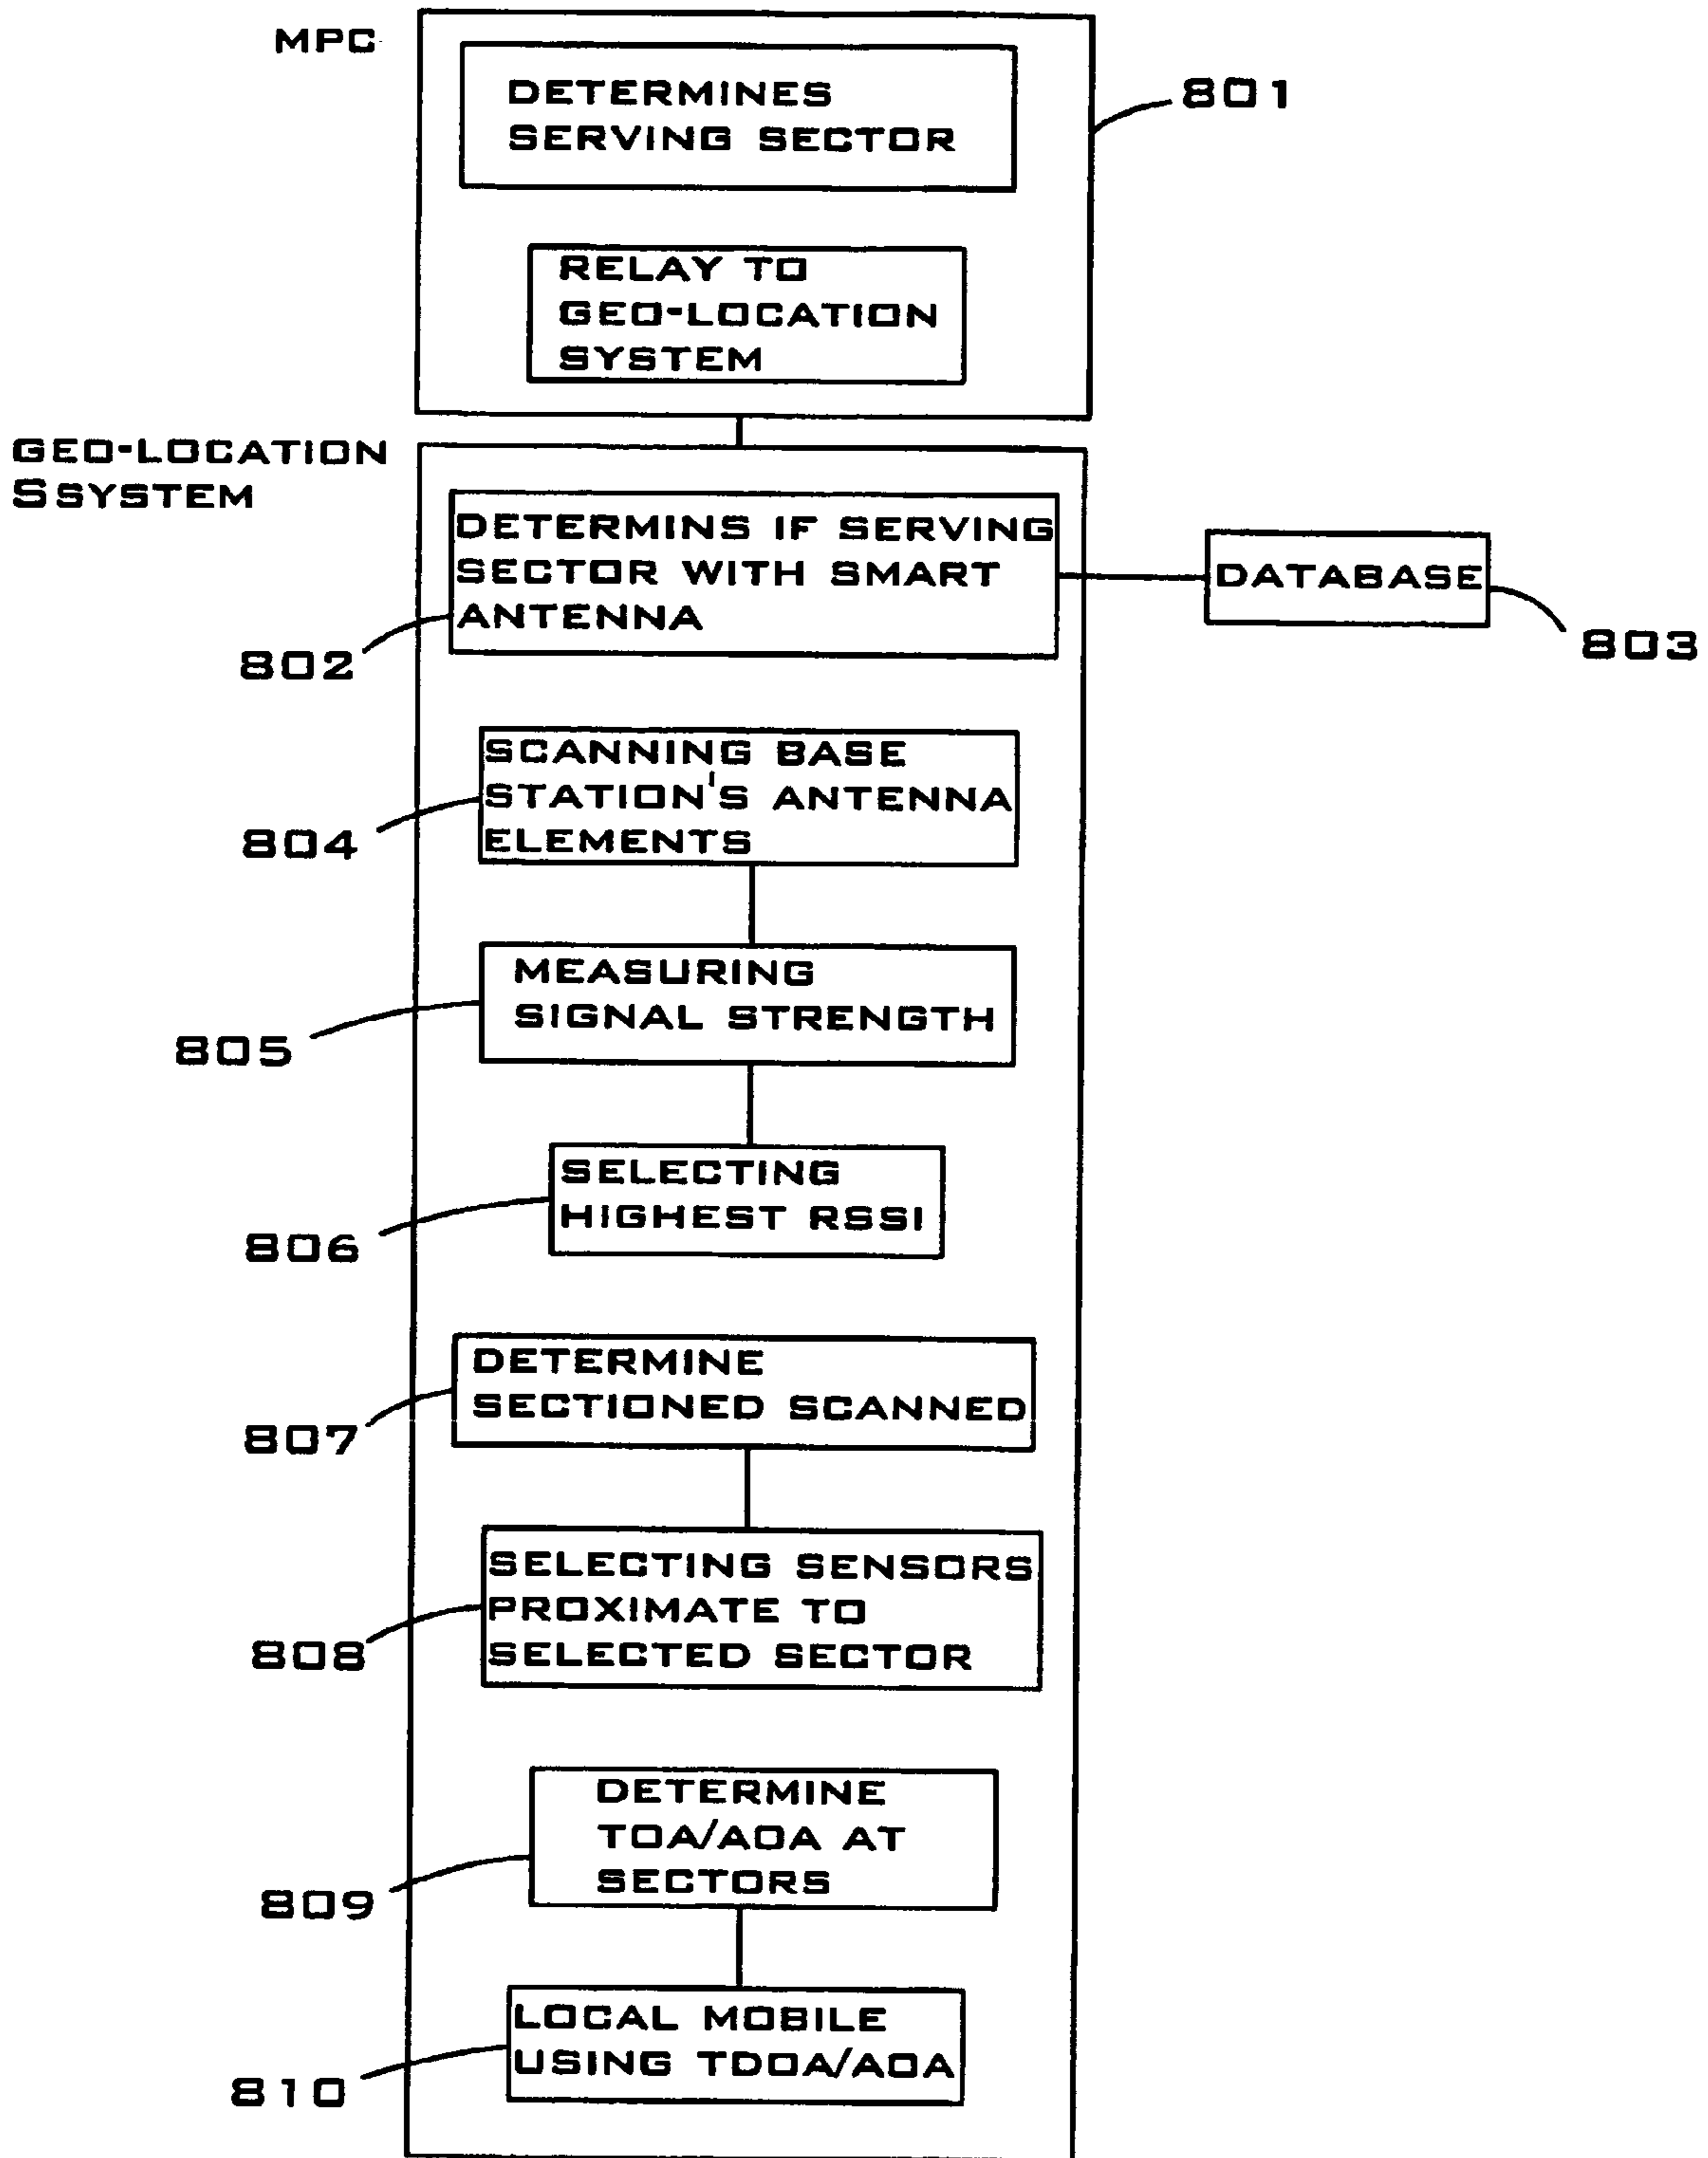 MPC
DETERMINES
SERVING SECTOR
801
RELAY TO
GEO-LOCATION
SYSTEM
GEO-LOCATION
SSYSTEM
DETERMINS IF SERVING
SECTOR WITH SMART
ANTENNA
802
DATABASE
803
SCANNING BASE
STATION'S ANTENNA
ELEMENTS
804
MEASURING
SIGNAL STRENGTH
805
SELECTING
HIGHEST RSSI
806
DETERMINE
SECTIONED SCANNED
807
SELECTING SENSORS
PROXIMATE TO
SELECTED SECTOR
808
DETERMINE
TOA/AOA AT
SECTORS
809
LOCAL MOBILE
USING TDOA/AOA
810